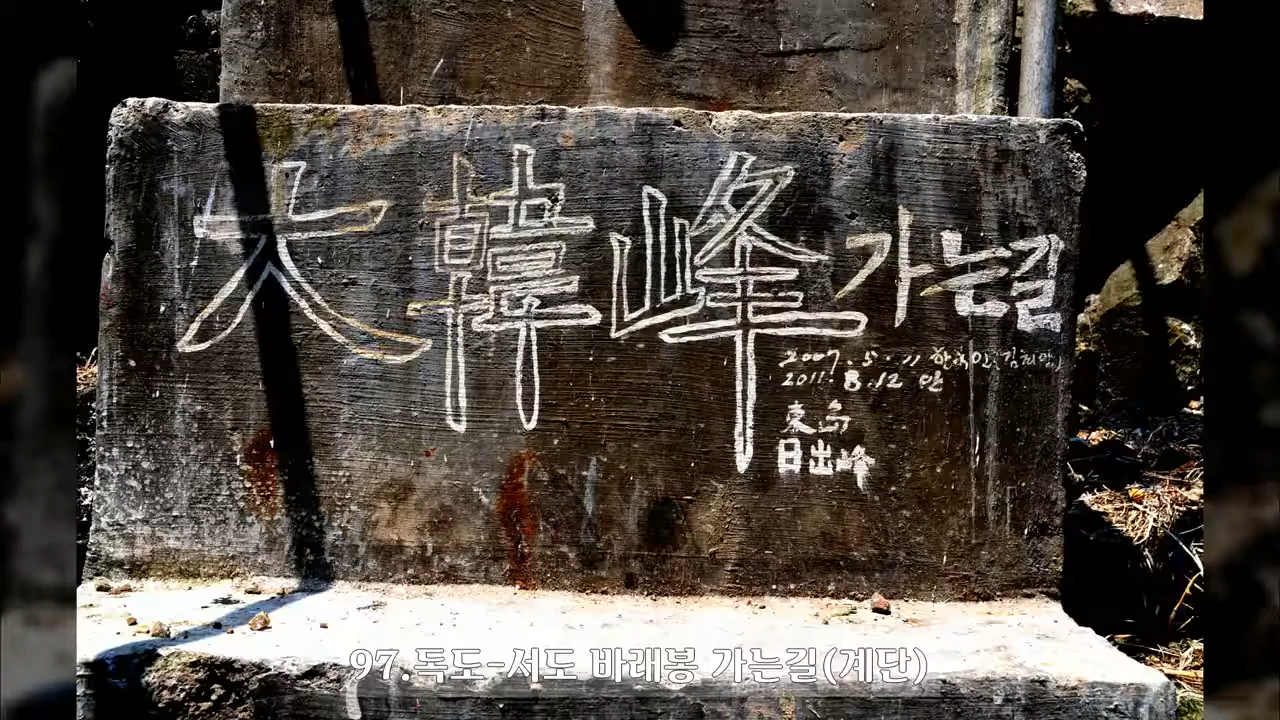 大韓峰 가는길
2007.5.11
2011.8.12 안
東島
日出峰
97.독도-서도 바래봉 가는길(계단)